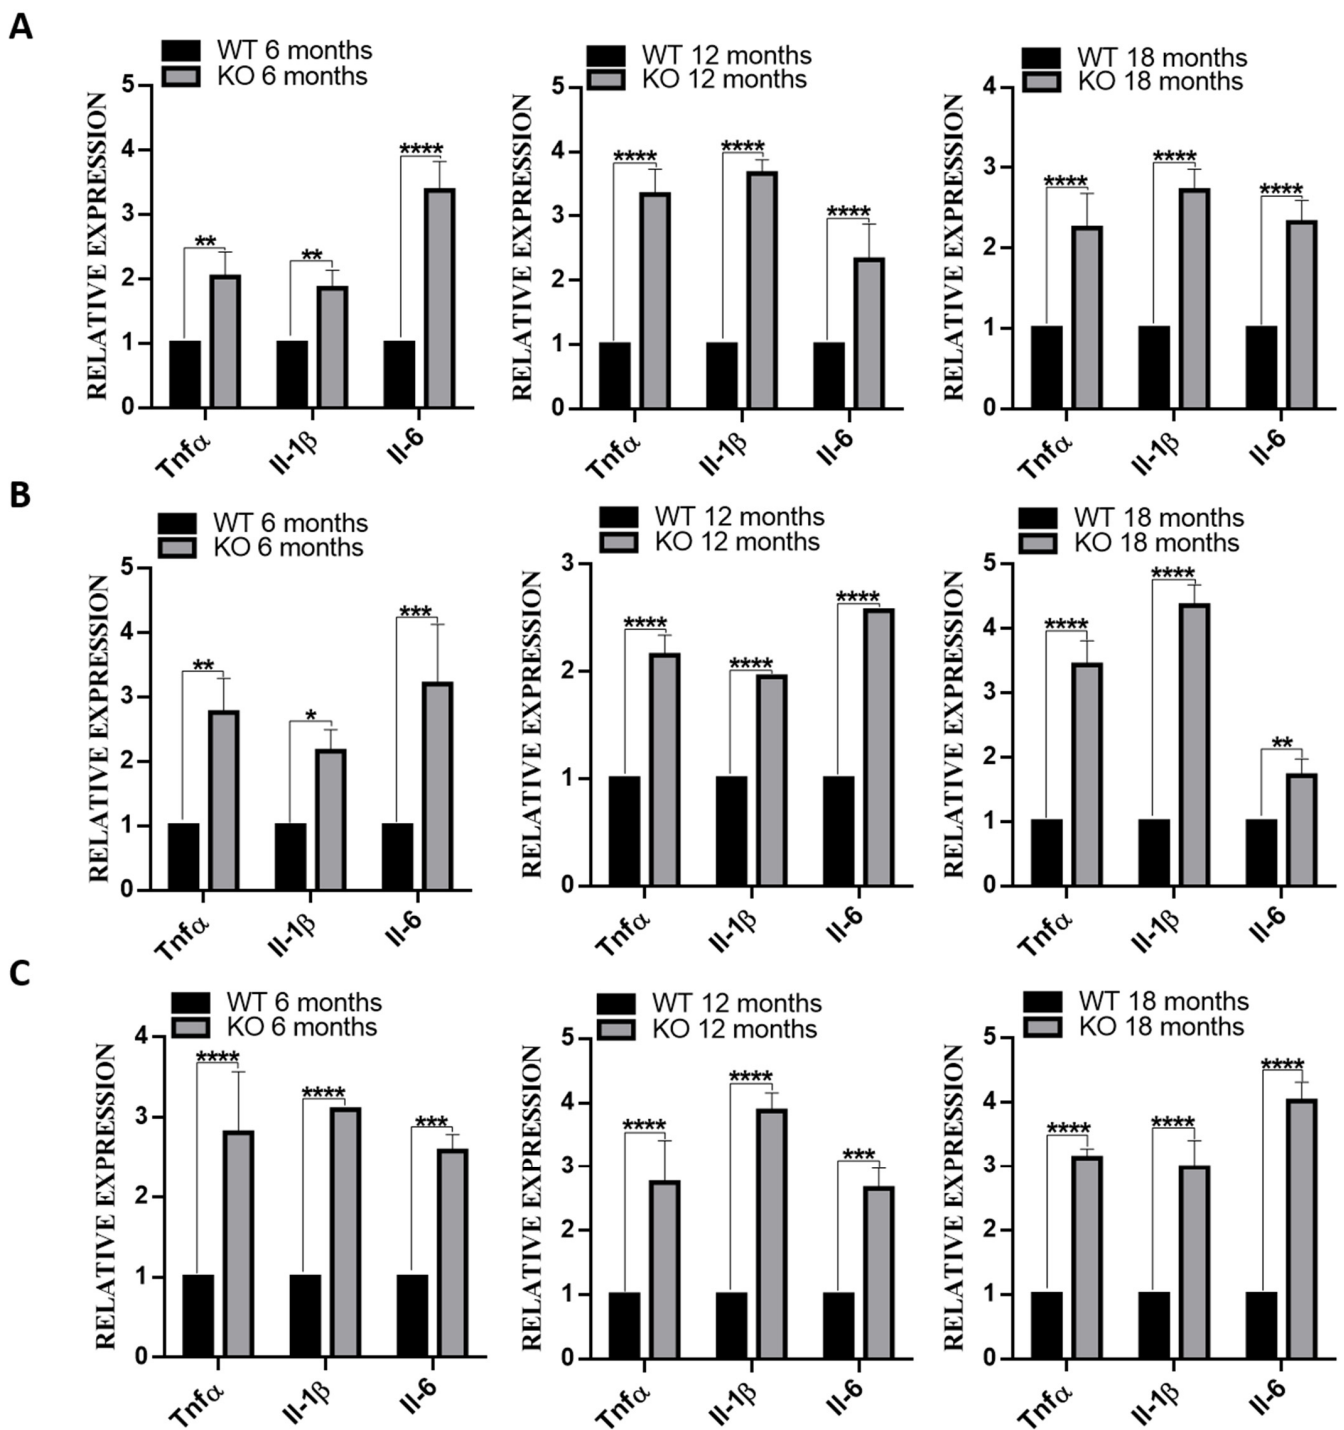 A
WT 6 months
KO 6 months
RELATIVE EXPRESSION
5
4
3
2
1
0
**
**
****
Tnfα
Il-1β
Il-6
WT 12 months
KO 12 months
RELATIVE EXPRESSION
5
4
3
2
1
0
****
****
****
Tnfα
Il-1β
Il-6
WT 18 months
KO 18 months
RELATIVE EXPRESSION
4
3
2
1
0
****
****
****
Tnfα
Il-1β
Il-6
B
WT 6 months
KO 6 months
RELATIVE EXPRESSION
5
4
3
2
1
0
**
*
***
Tnfα
Il-1β
Il-6
WT 12 months
KO 12 months
RELATIVE EXPRESSION
3
2
1
0
****
****
****
Tnfα
Il-1β
Il-6
WT 18 months
KO 18 months
RELATIVE EXPRESSION
5
4
3
2
1
0
****
****
**
Tnfα
Il-1β
Il-6
C
WT 6 months
KO 6 months
RELATIVE EXPRESSION
4
3
2
1
0
****
****
***
Tnfα
Il-1β
Il-6
WT 12 months
KO 12 months
RELATIVE EXPRESSION
5
4
3
2
1
0
****
****
***
Tnfα
Il-1β
Il-6
WT 18 months
KO 18 months
RELATIVE EXPRESSION
5
4
3
2
1
0
****
****
****
Tnfα
Il-1β
Il-6